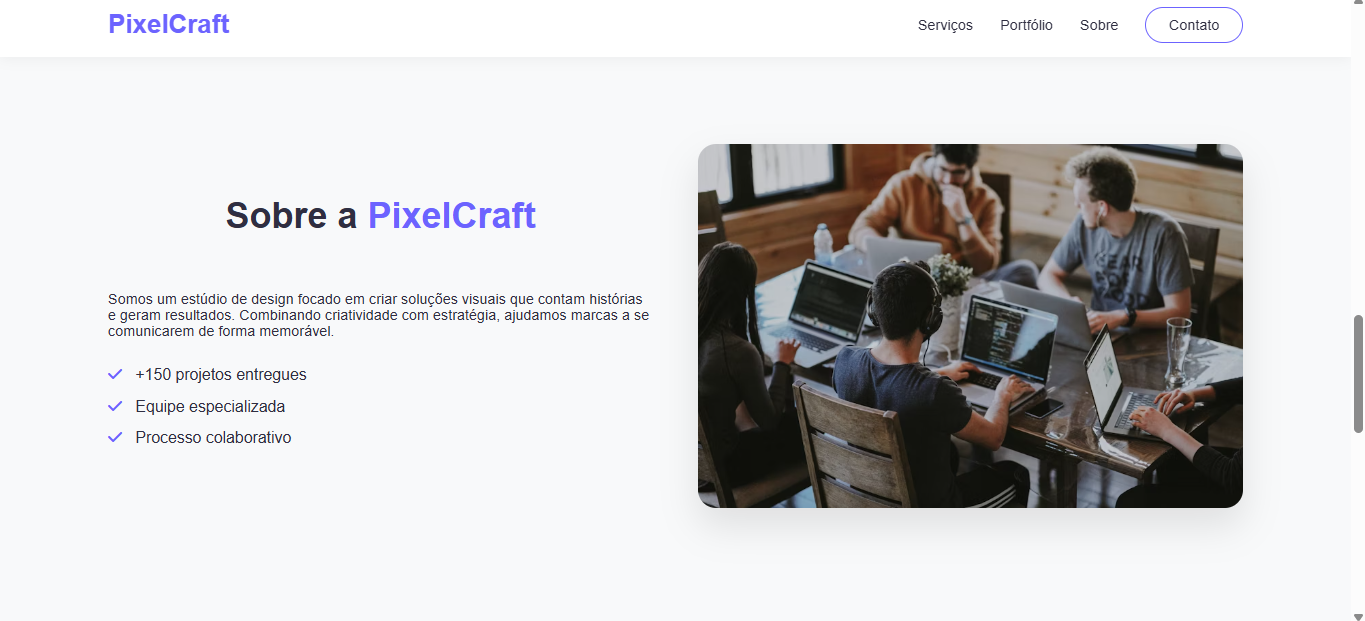 PixelCraft
Serviços Portfólio Sobre Contato
Sobre a PixelCraft
Somos um estúdio de design focado em criar soluções visuais que contam histórias
e geram resultados. Combinando criatividade com estratégia, ajudamos marcas a se
comunicarem de forma memorável.
+150 projetos entregues
Equipe especializada
Processo colaborativo